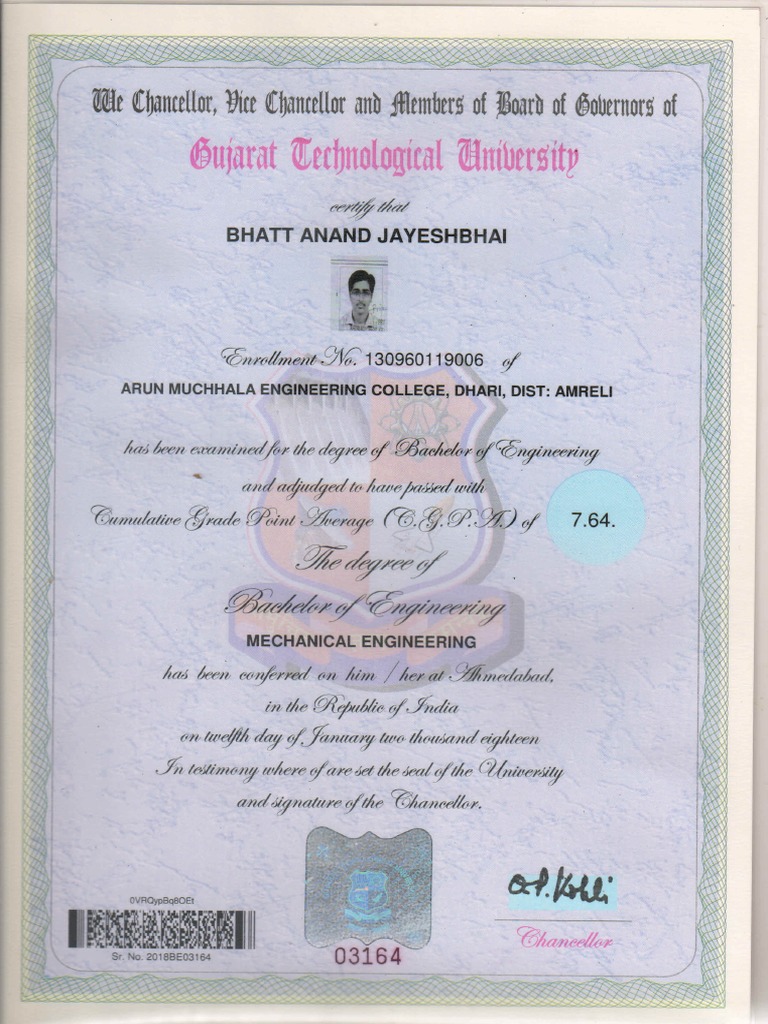 We Chancellor, Vice Chancellor and Members of Board of Governors of
Gujarat Technological University
certify that
BHATT ANAND JAYESHBHAI
Enrollment No. 130960119006 of
ARUN MUCHHALA ENGINEERING COLLEGE, DHARI, DIST: AMRELI
has been examined for the degree of Bachelor of Engineering
and adjudged to have passed with
Cumulative Grade Point Average (C.G.P.A.) of 7.64.
The degree of
Bachelor of Engineering
MECHANICAL ENGINEERING
has been conferred on him / her at Ahmedabad,
in the Republic of India
on twelfth day of January two thousand eighteen
In testimony where of are set the seal of the University
and signature of the Chancellor.
0VRQypBq8OEt
Sr. No. 2018BE03164
03164
O.P. Kohli
Chancellor